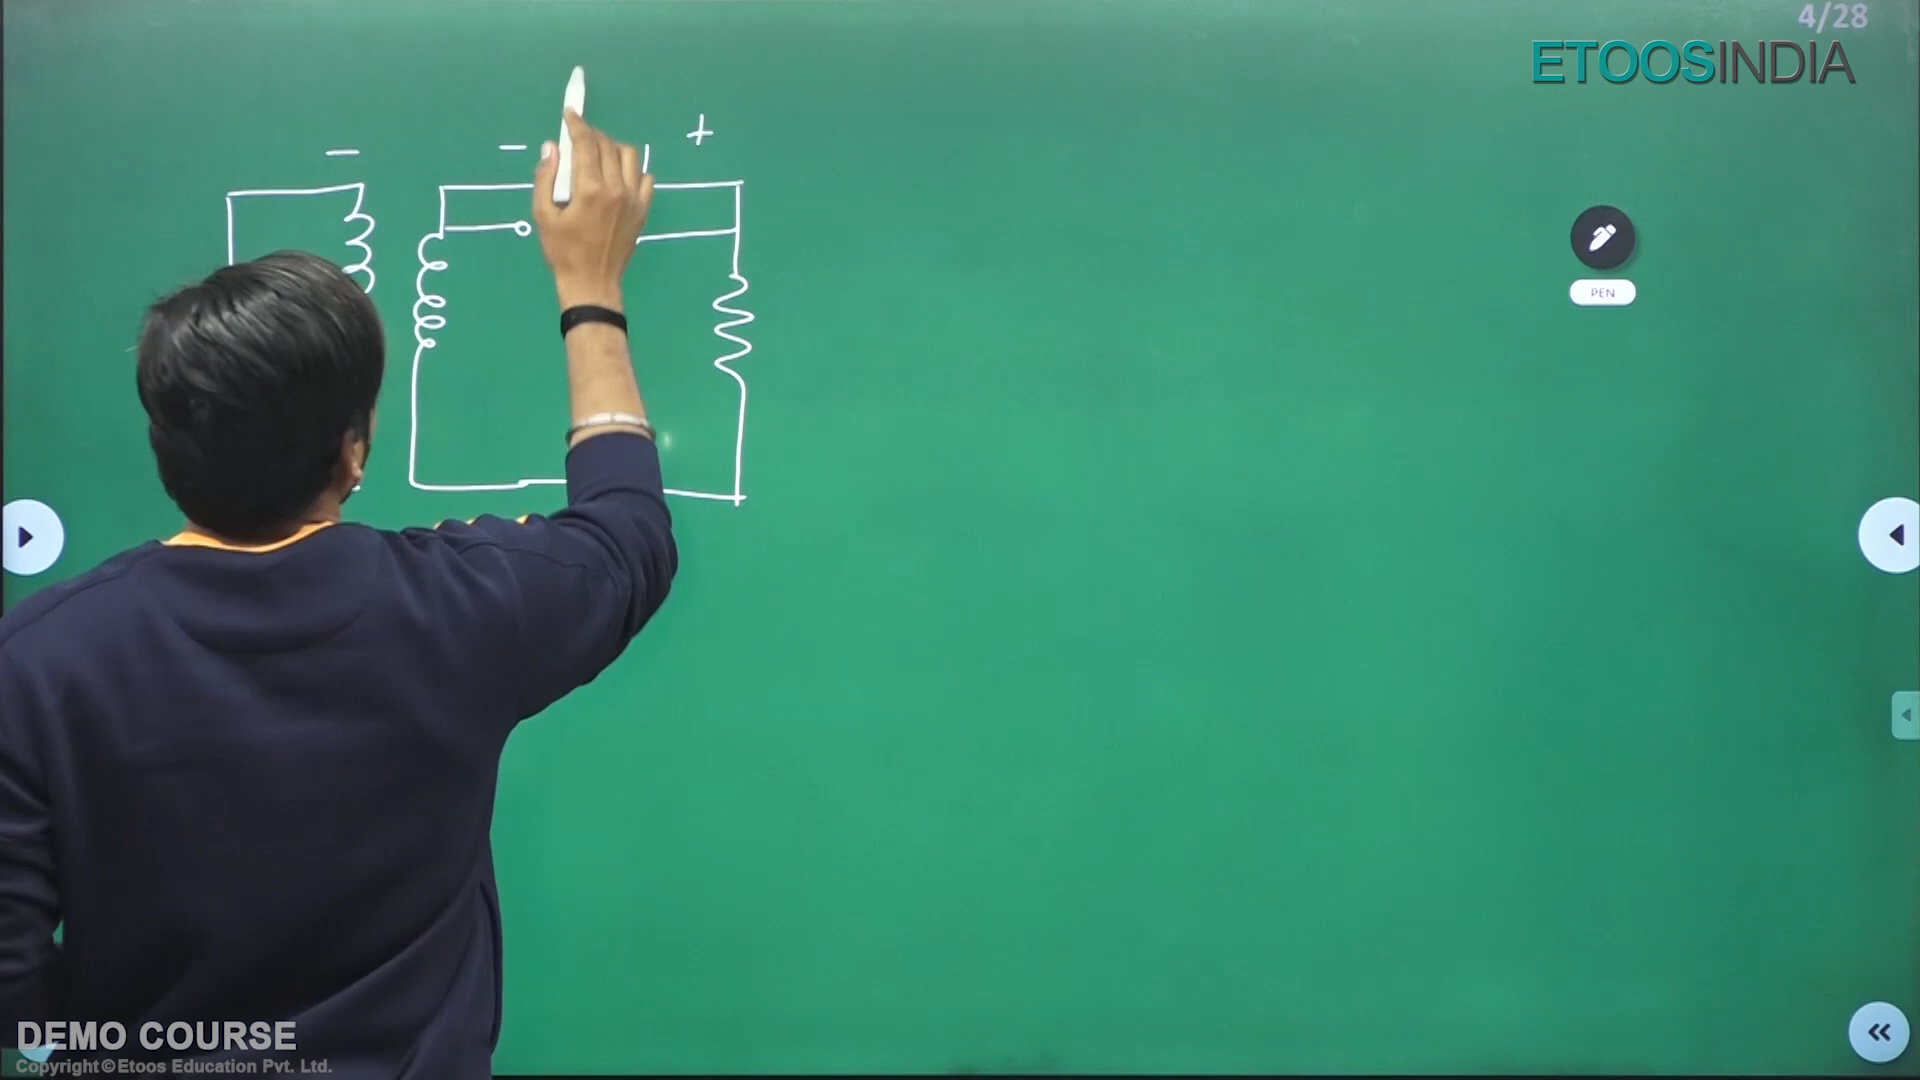 4/28
ETOOSINDIA
− − +
PEN
DEMO COURSE
Copyright©Etoos Education Pvt. Ltd.